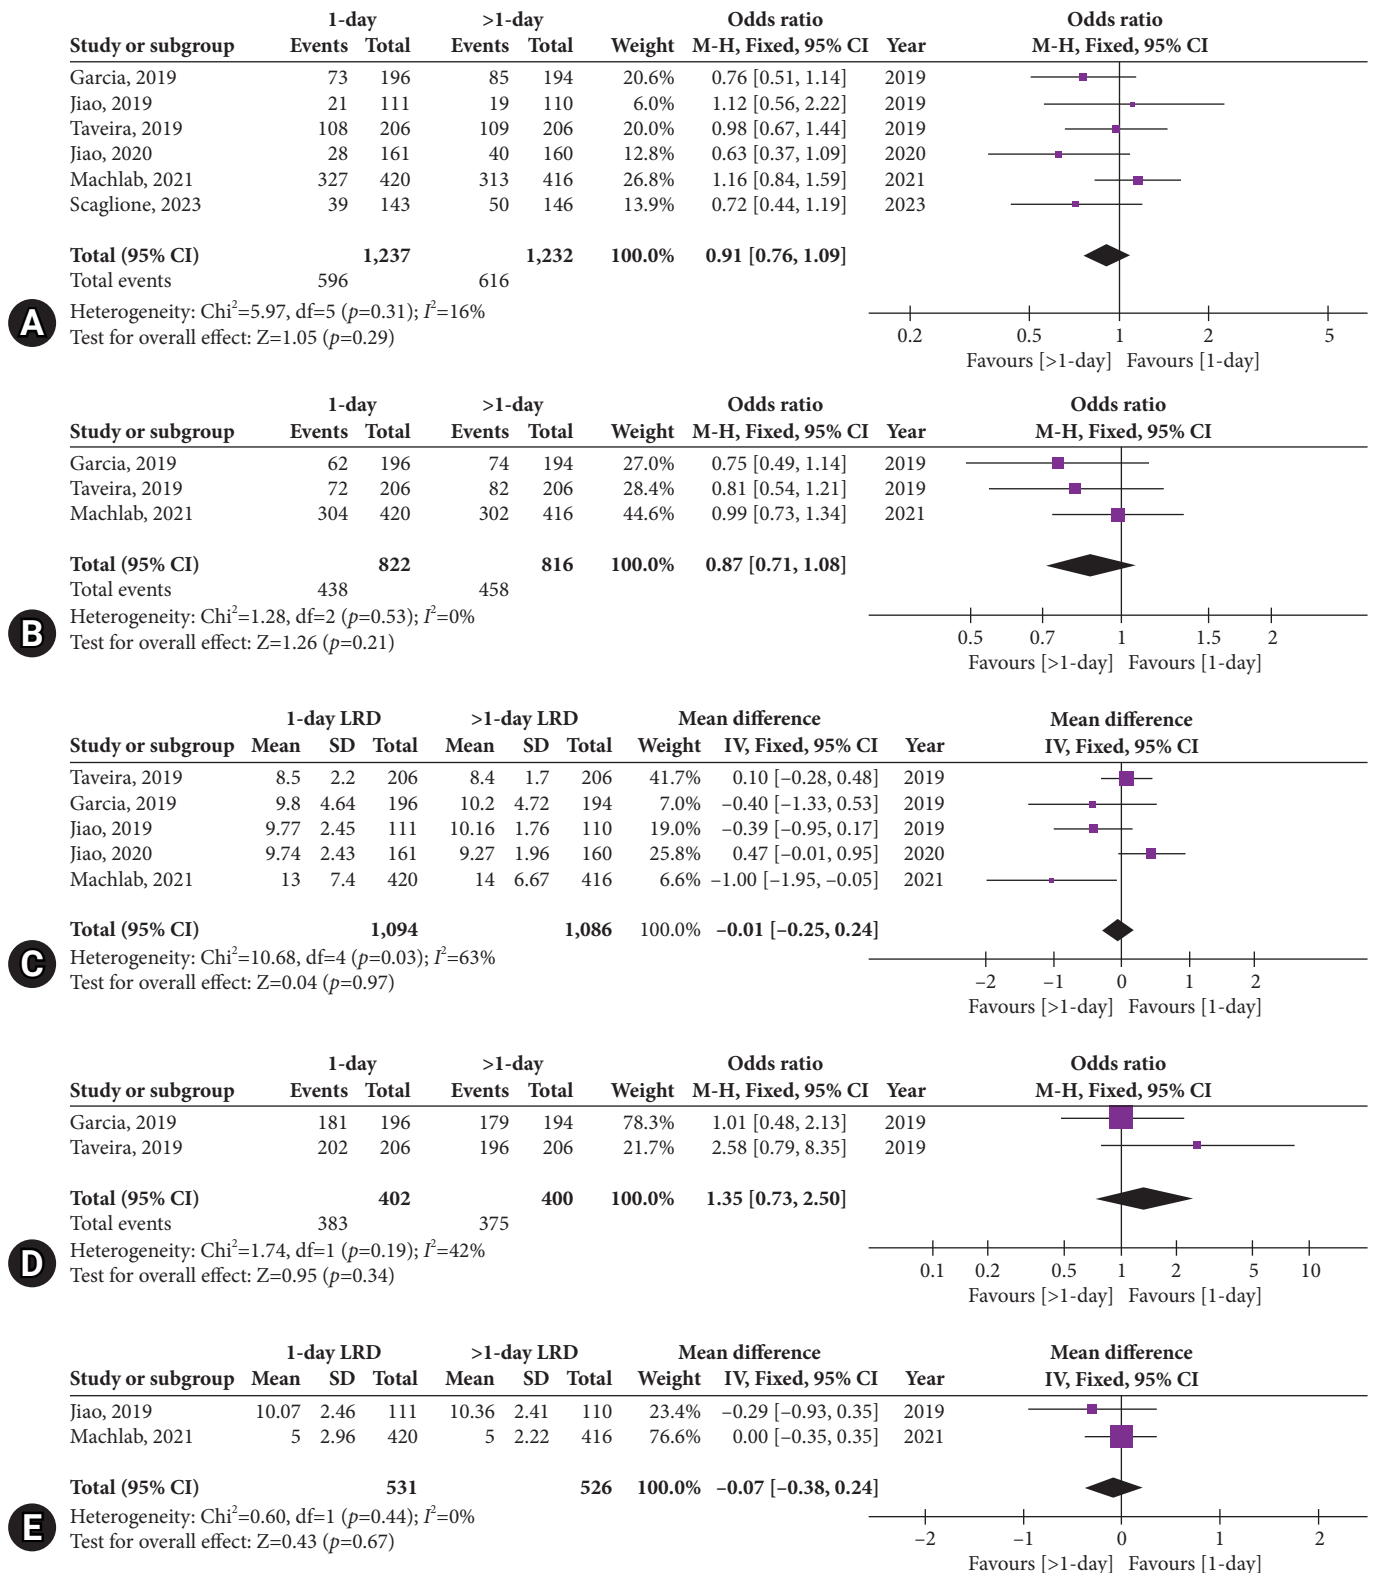 1-day >1-day Odds ratio Odds ratio
Study or subgroup Events Total Events Total Weight M-H, Fixed, 95% CI Year M-H, Fixed, 95% CI
Garcia, 2019 73 196 85 194 20.6% 0.76 [0.51, 1.14] 2019
Jiao, 2019 21 111 19 110 6.0% 1.12 [0.56, 2.22] 2019
Taveira, 2019 108 206 109 206 20.0% 0.98 [0.67, 1.44] 2019
Jiao, 2020 28 161 40 160 12.8% 0.63 [0.37, 1.09] 2020
Machlab, 2021 327 420 313 416 26.8% 1.16 [0.84, 1.59] 2021
Scaglione, 2023 39 143 50 146 13.9% 0.72 [0.44, 1.19] 2023
Total (95% CI) 1,237 1,232 100.0% 0.91 [0.76, 1.09]
Total events 596 616
A Heterogeneity: Chi²=5.97, df=5 (p=0.31); I²=16%
Test for overall effect: Z=1.05 (p=0.29)
0.2 0.5 1 2 5
Favours [>1-day] Favours [1-day]
1-day >1-day Odds ratio Odds ratio
Study or subgroup Events Total Events Total Weight M-H, Fixed, 95% CI Year M-H, Fixed, 95% CI
Garcia, 2019 62 196 74 194 27.0% 0.75 [0.49, 1.14] 2019
Taveira, 2019 72 206 82 206 28.4% 0.81 [0.54, 1.21] 2019
Machlab, 2021 304 420 302 416 44.6% 0.99 [0.73, 1.34] 2021
Total (95% CI) 822 816 100.0% 0.87 [0.71, 1.08]
Total events 438 458
B Heterogeneity: Chi²=1.28, df=2 (p=0.53); I²=0%
Test for overall effect: Z=1.26 (p=0.21)
0.5 0.7 1 1.5 2
Favours [>1-day] Favours [1-day]
1-day LRD >1-day LRD Mean difference Mean difference
Study or subgroup Mean SD Total Mean SD Total Weight IV, Fixed, 95% CI Year IV, Fixed, 95% CI
Taveira, 2019 8.5 2.2 206 8.4 1.7 206 41.7% 0.10 [−0.28, 0.48] 2019
Garcia, 2019 9.8 4.64 196 10.2 4.72 194 7.0% −0.40 [−1.33, 0.53] 2019
Jiao, 2019 9.77 2.45 111 10.16 1.76 110 19.0% −0.39 [−0.95, 0.17] 2019
Jiao, 2020 9.74 2.43 161 9.27 1.96 160 25.8% 0.47 [−0.01, 0.95] 2020
Machlab, 2021 13 7.4 420 14 6.67 416 6.6% −1.00 [−1.95, −0.05] 2021
Total (95% CI) 1,094 1,086 100.0% −0.01 [−0.25, 0.24]
C Heterogeneity: Chi²=10.68, df=4 (p=0.03); I²=63%
Test for overall effect: Z=0.04 (p=0.97)
−2 −1 0 1 2
Favours [>1-day] Favours [1-day]
1-day >1-day Odds ratio Odds ratio
Study or subgroup Events Total Events Total Weight M-H, Fixed, 95% CI Year M-H, Fixed, 95% CI
Garcia, 2019 181 196 179 194 78.3% 1.01 [0.48, 2.13] 2019
Taveira, 2019 202 206 196 206 21.7% 2.58 [0.79, 8.35] 2019
Total (95% CI) 402 400 100.0% 1.35 [0.73, 2.50]
Total events 383 375
D Heterogeneity: Chi²=1.74, df=1 (p=0.19); I²=42%
Test for overall effect: Z=0.95 (p=0.34)
0.1 0.2 0.5 1 2 5 10
Favours [>1-day] Favours [1-day]
1-day LRD >1-day LRD Mean difference Mean difference
Study or subgroup Mean SD Total Mean SD Total Weight IV, Fixed, 95% CI Year IV, Fixed, 95% CI
Jiao, 2019 10.07 2.46 111 10.36 2.41 110 23.4% −0.29 [−0.93, 0.35] 2019
Machlab, 2021 5 2.96 420 5 2.22 416 76.6% 0.00 [−0.35, 0.35] 2021
Total (95% CI) 531 526 100.0% −0.07 [−0.38, 0.24]
E Heterogeneity: Chi²=0.60, df=1 (p=0.44); I²=0%
Test for overall effect: Z=0.43 (p=0.67)
−2 −1 0 1 2
Favours [>1-day] Favours [1-day]